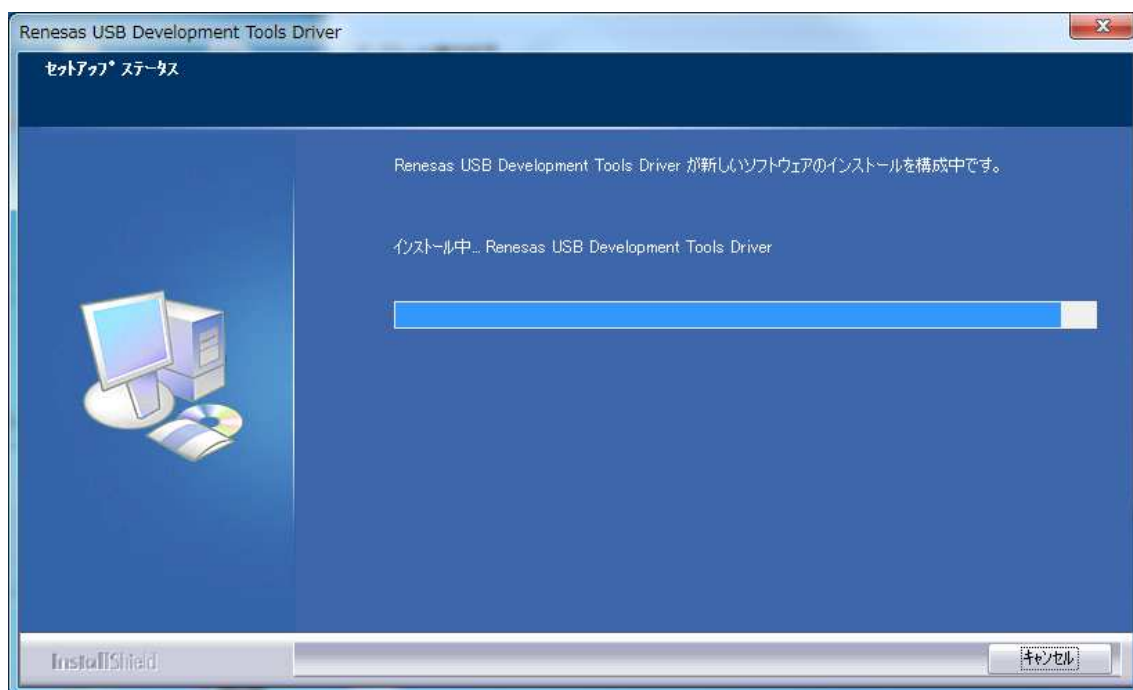 Renesas USB Development Tools Driver
セットアップ ステータス
Renesas USB Development Tools Driver が新しいソフトウェアのインストールを構成中です。
インストール中... Renesas USB Development Tools Driver
InstallShield
キャンセル